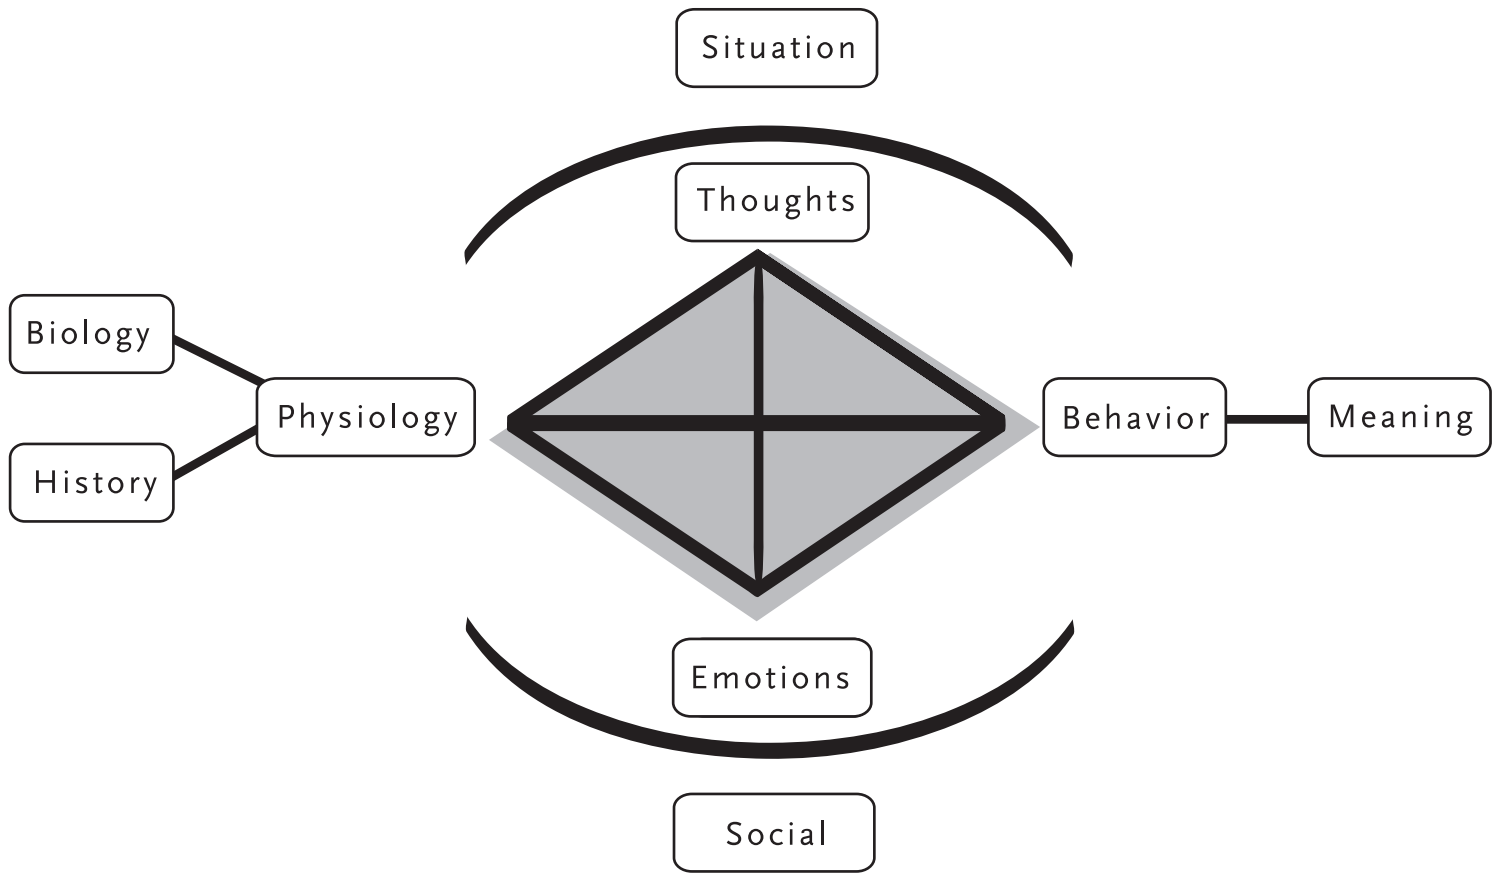 Situation
Thoughts
Biology
Physiology
Behavior
Meaning
History
Emotions
Social